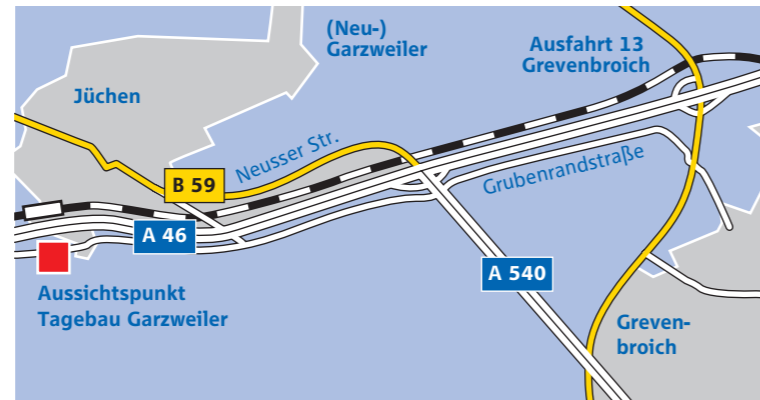 (Neu-)
Garzweiler
Ausfahrt 13
Grevenbroich
Jüchen
Neusser Str.
B 59
Grubenrandstraße
A 46
A 540
Aussichtspunkt
Tagebau Garzweiler
Greven-
broich